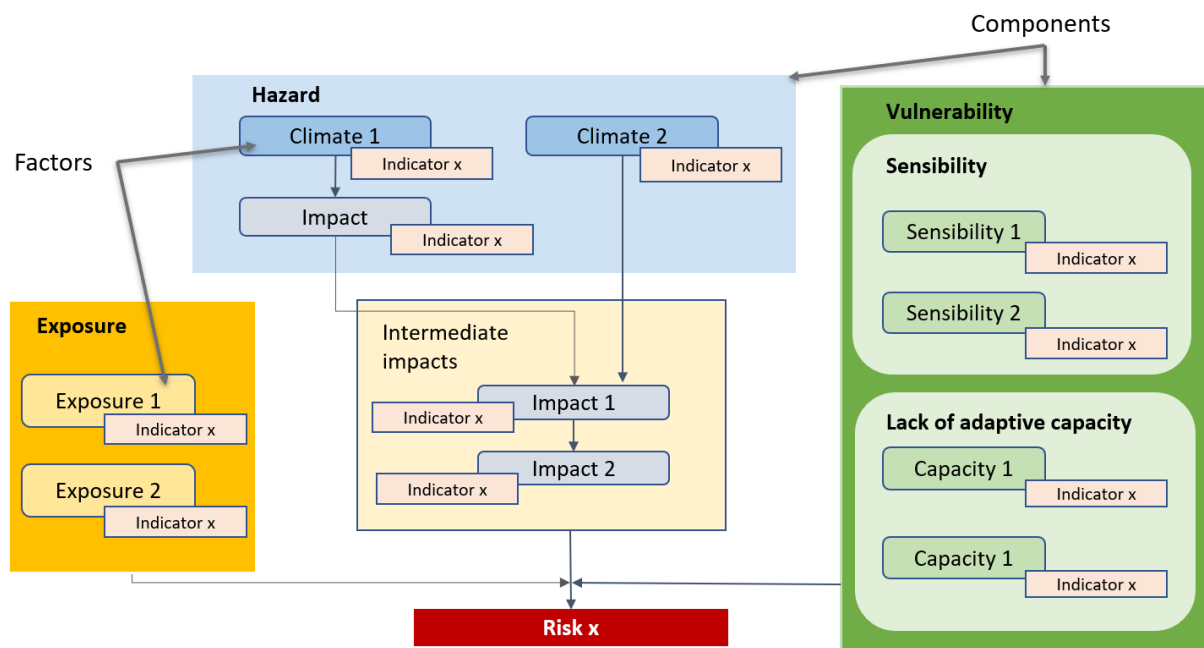 Components
Hazard
Climate 1
Indicator x
Climate 2
Indicator x
Impact
Indicator x
Factors
Vulnerability
Sensibility
Sensibility 1
Indicator x
Sensibility 2
Indicator x
Exposure
Exposure 1
Indicator x
Exposure 2
Indicator x
Intermediate
impacts
Impact 1
Indicator x
Impact 2
Indicator x
Lack of adaptive capacity
Capacity 1
Indicator x
Capacity 1
Indicator x
Risk x